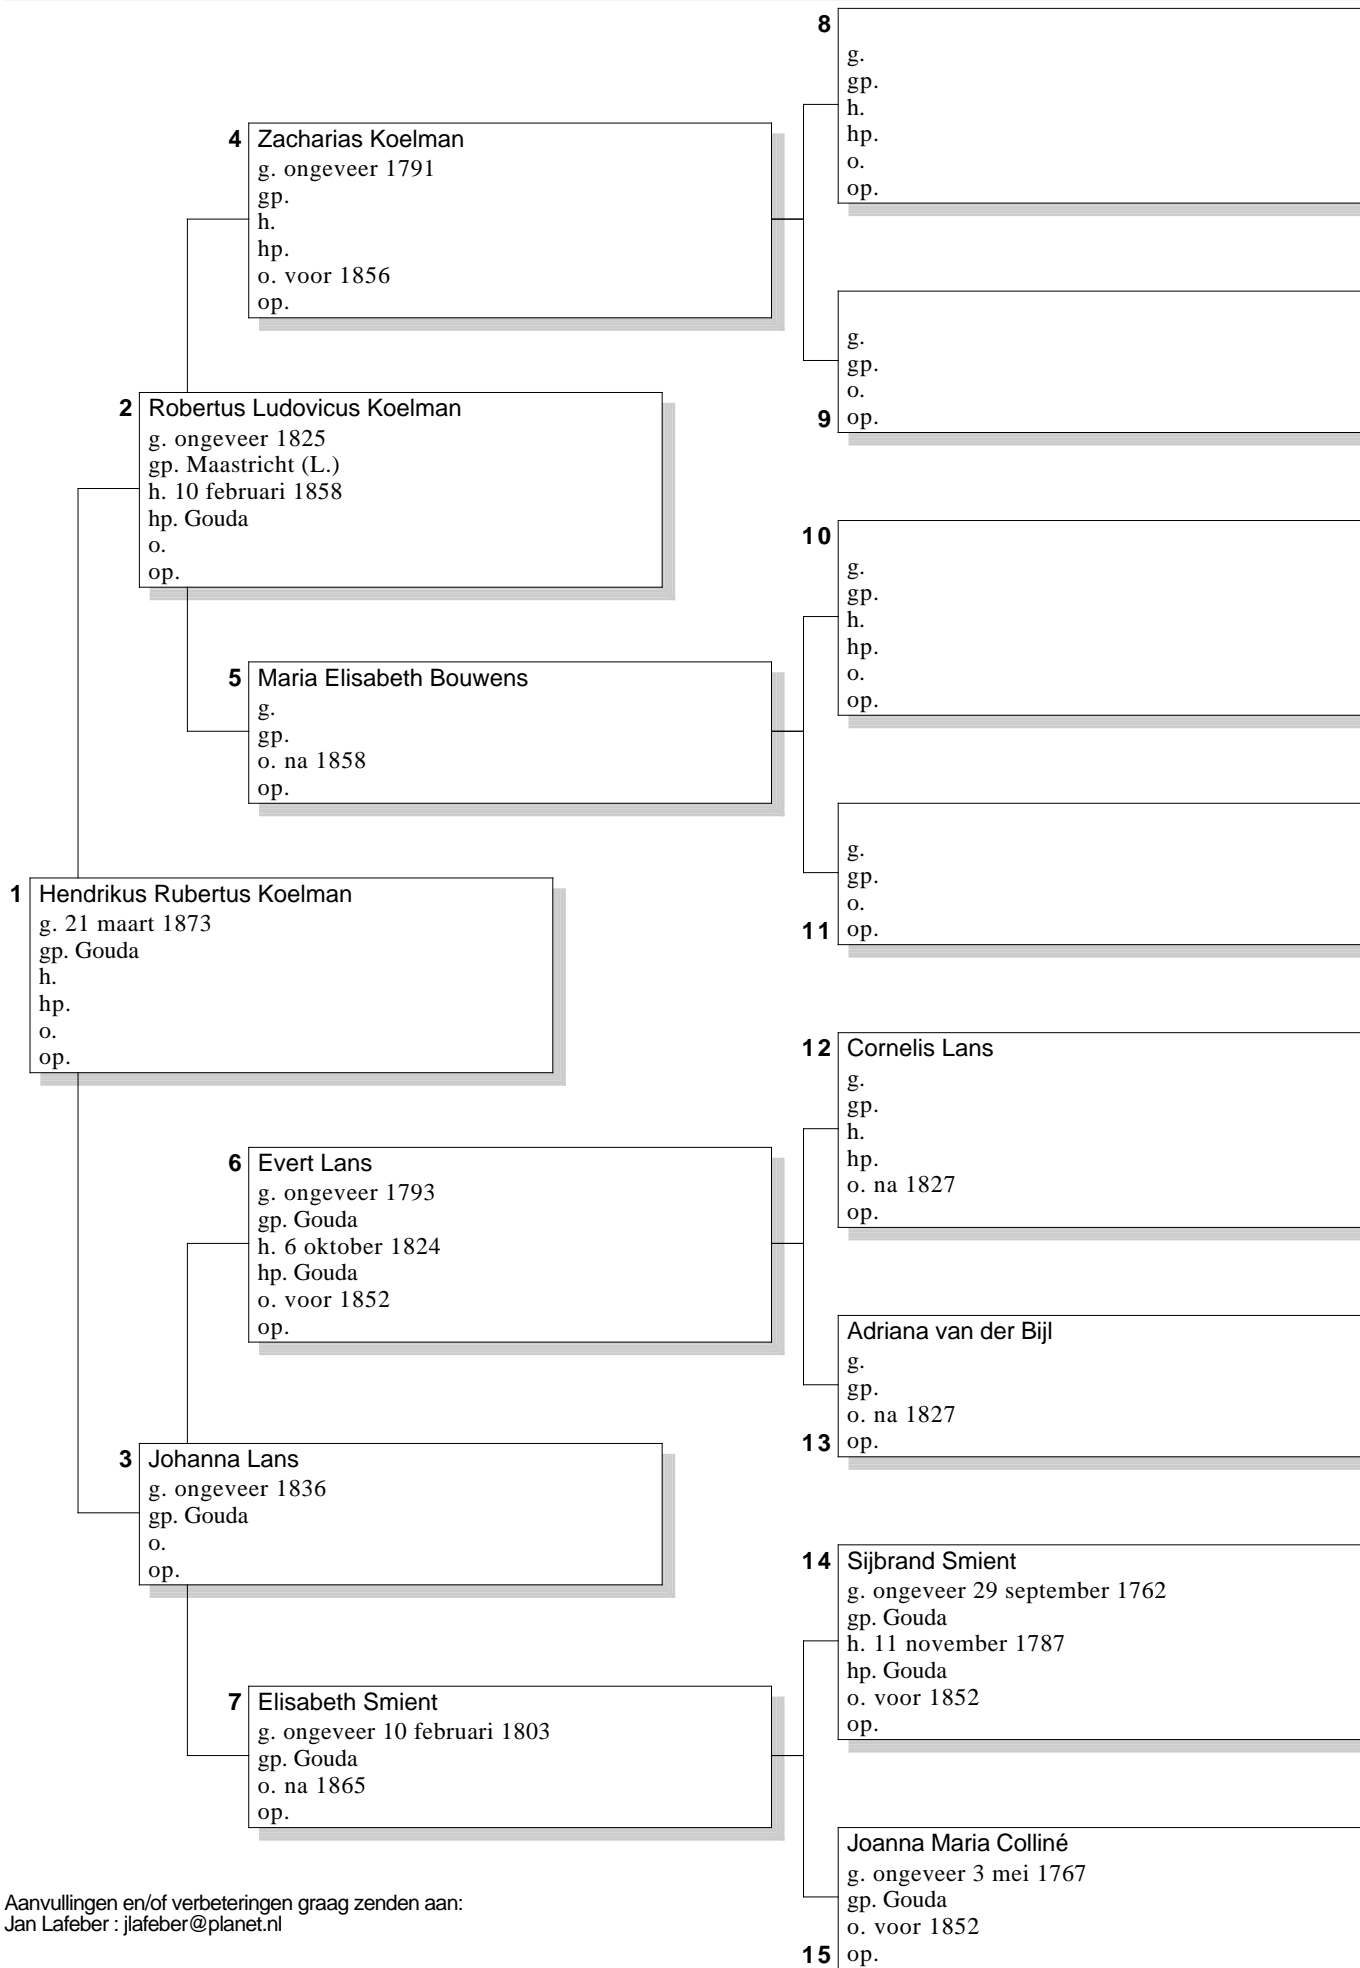 8
g.
gp.
h.
hp.
o.
op.
4 Zacharias Koelman
g. ongeveer 1791
gp.
h.
hp.
o. voor 1856
op.
g.
gp.
o.
9 op.
2 Robertus Ludovicus Koelman
g. ongeveer 1825
gp. Maastricht (L.)
h. 10 februari 1858
hp. Gouda
o.
op.
10
g.
gp.
h.
hp.
o.
op.
5 Maria Elisabeth Bouwens
g.
gp.
o. na 1858
op.
g.
gp.
o.
11 op.
1 Hendrikus Rubertus Koelman
g. 21 maart 1873
gp. Gouda
h.
hp.
o.
op.
12 Cornelis Lans
g.
gp.
h.
hp.
o. na 1827
op.
6 Evert Lans
g. ongeveer 1793
gp. Gouda
h. 6 oktober 1824
hp. Gouda
o. voor 1852
op.
Adriana van der Bijl
g.
gp.
o. na 1827
13 op.
3 Johanna Lans
g. ongeveer 1836
gp. Gouda
o.
op.
14 Sijbrand Smient
g. ongeveer 29 september 1762
gp. Gouda
h. 11 november 1787
hp. Gouda
o. voor 1852
op.
7 Elisabeth Smient
g. ongeveer 10 februari 1803
gp. Gouda
o. na 1865
op.
Joanna Maria Colliné
g. ongeveer 3 mei 1767
gp. Gouda
o. voor 1852
15 op.
Aanvullingen en/of verbeteringen graag zenden aan:
Jan Lafeber : jlafeber@planet.nl